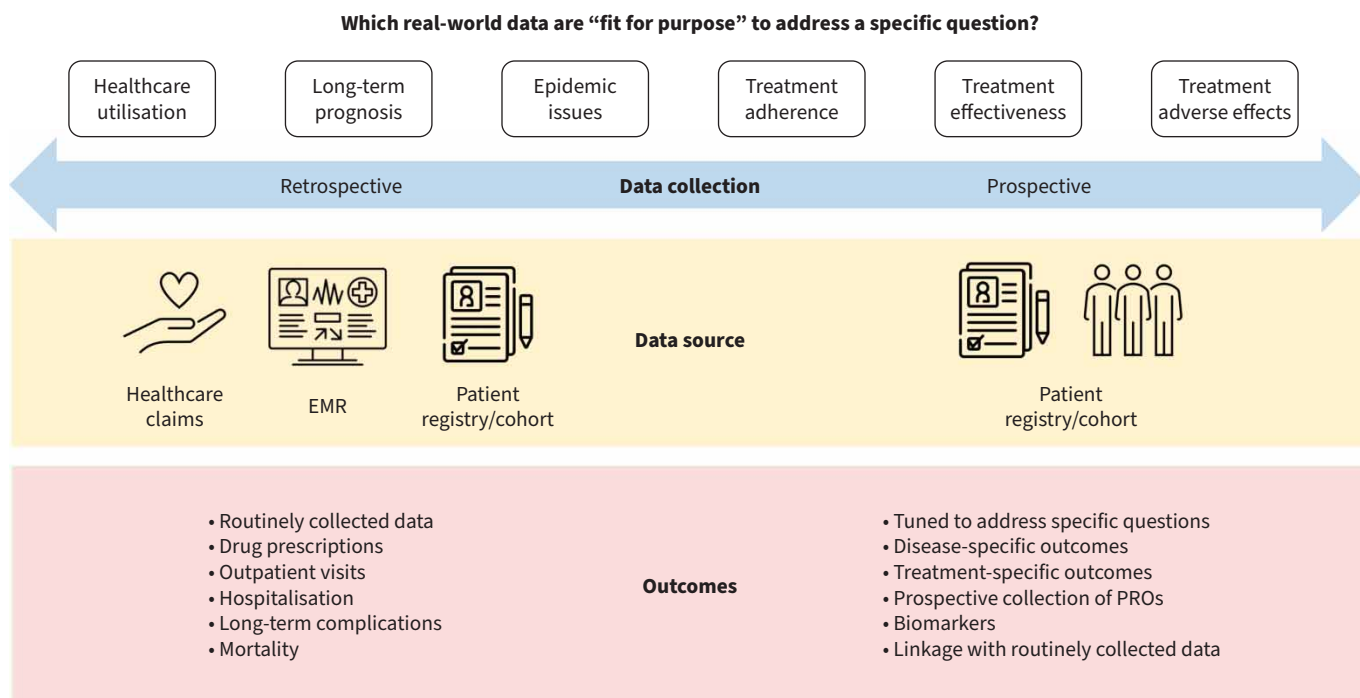 Which real-world data are “fit for purpose” to address a specific question?
Healthcare
utilisation
Long-term
prognosis
Epidemic
issues
Treatment
adherence
Treatment
effectiveness
Treatment
adverse effects
Retrospective
Data collection
Prospective
Data source
Healthcare
claims
EMR
Patient
registry/cohort
Patient
registry/cohort
• Routinely collected data
• Drug prescriptions
• Outpatient visits
• Hospitalisation
• Long-term complications
• Mortality
Outcomes
• Tuned to address specific questions
• Disease-specific outcomes
• Treatment-specific outcomes
• Prospective collection of PROs
• Biomarkers
• Linkage with routinely collected data